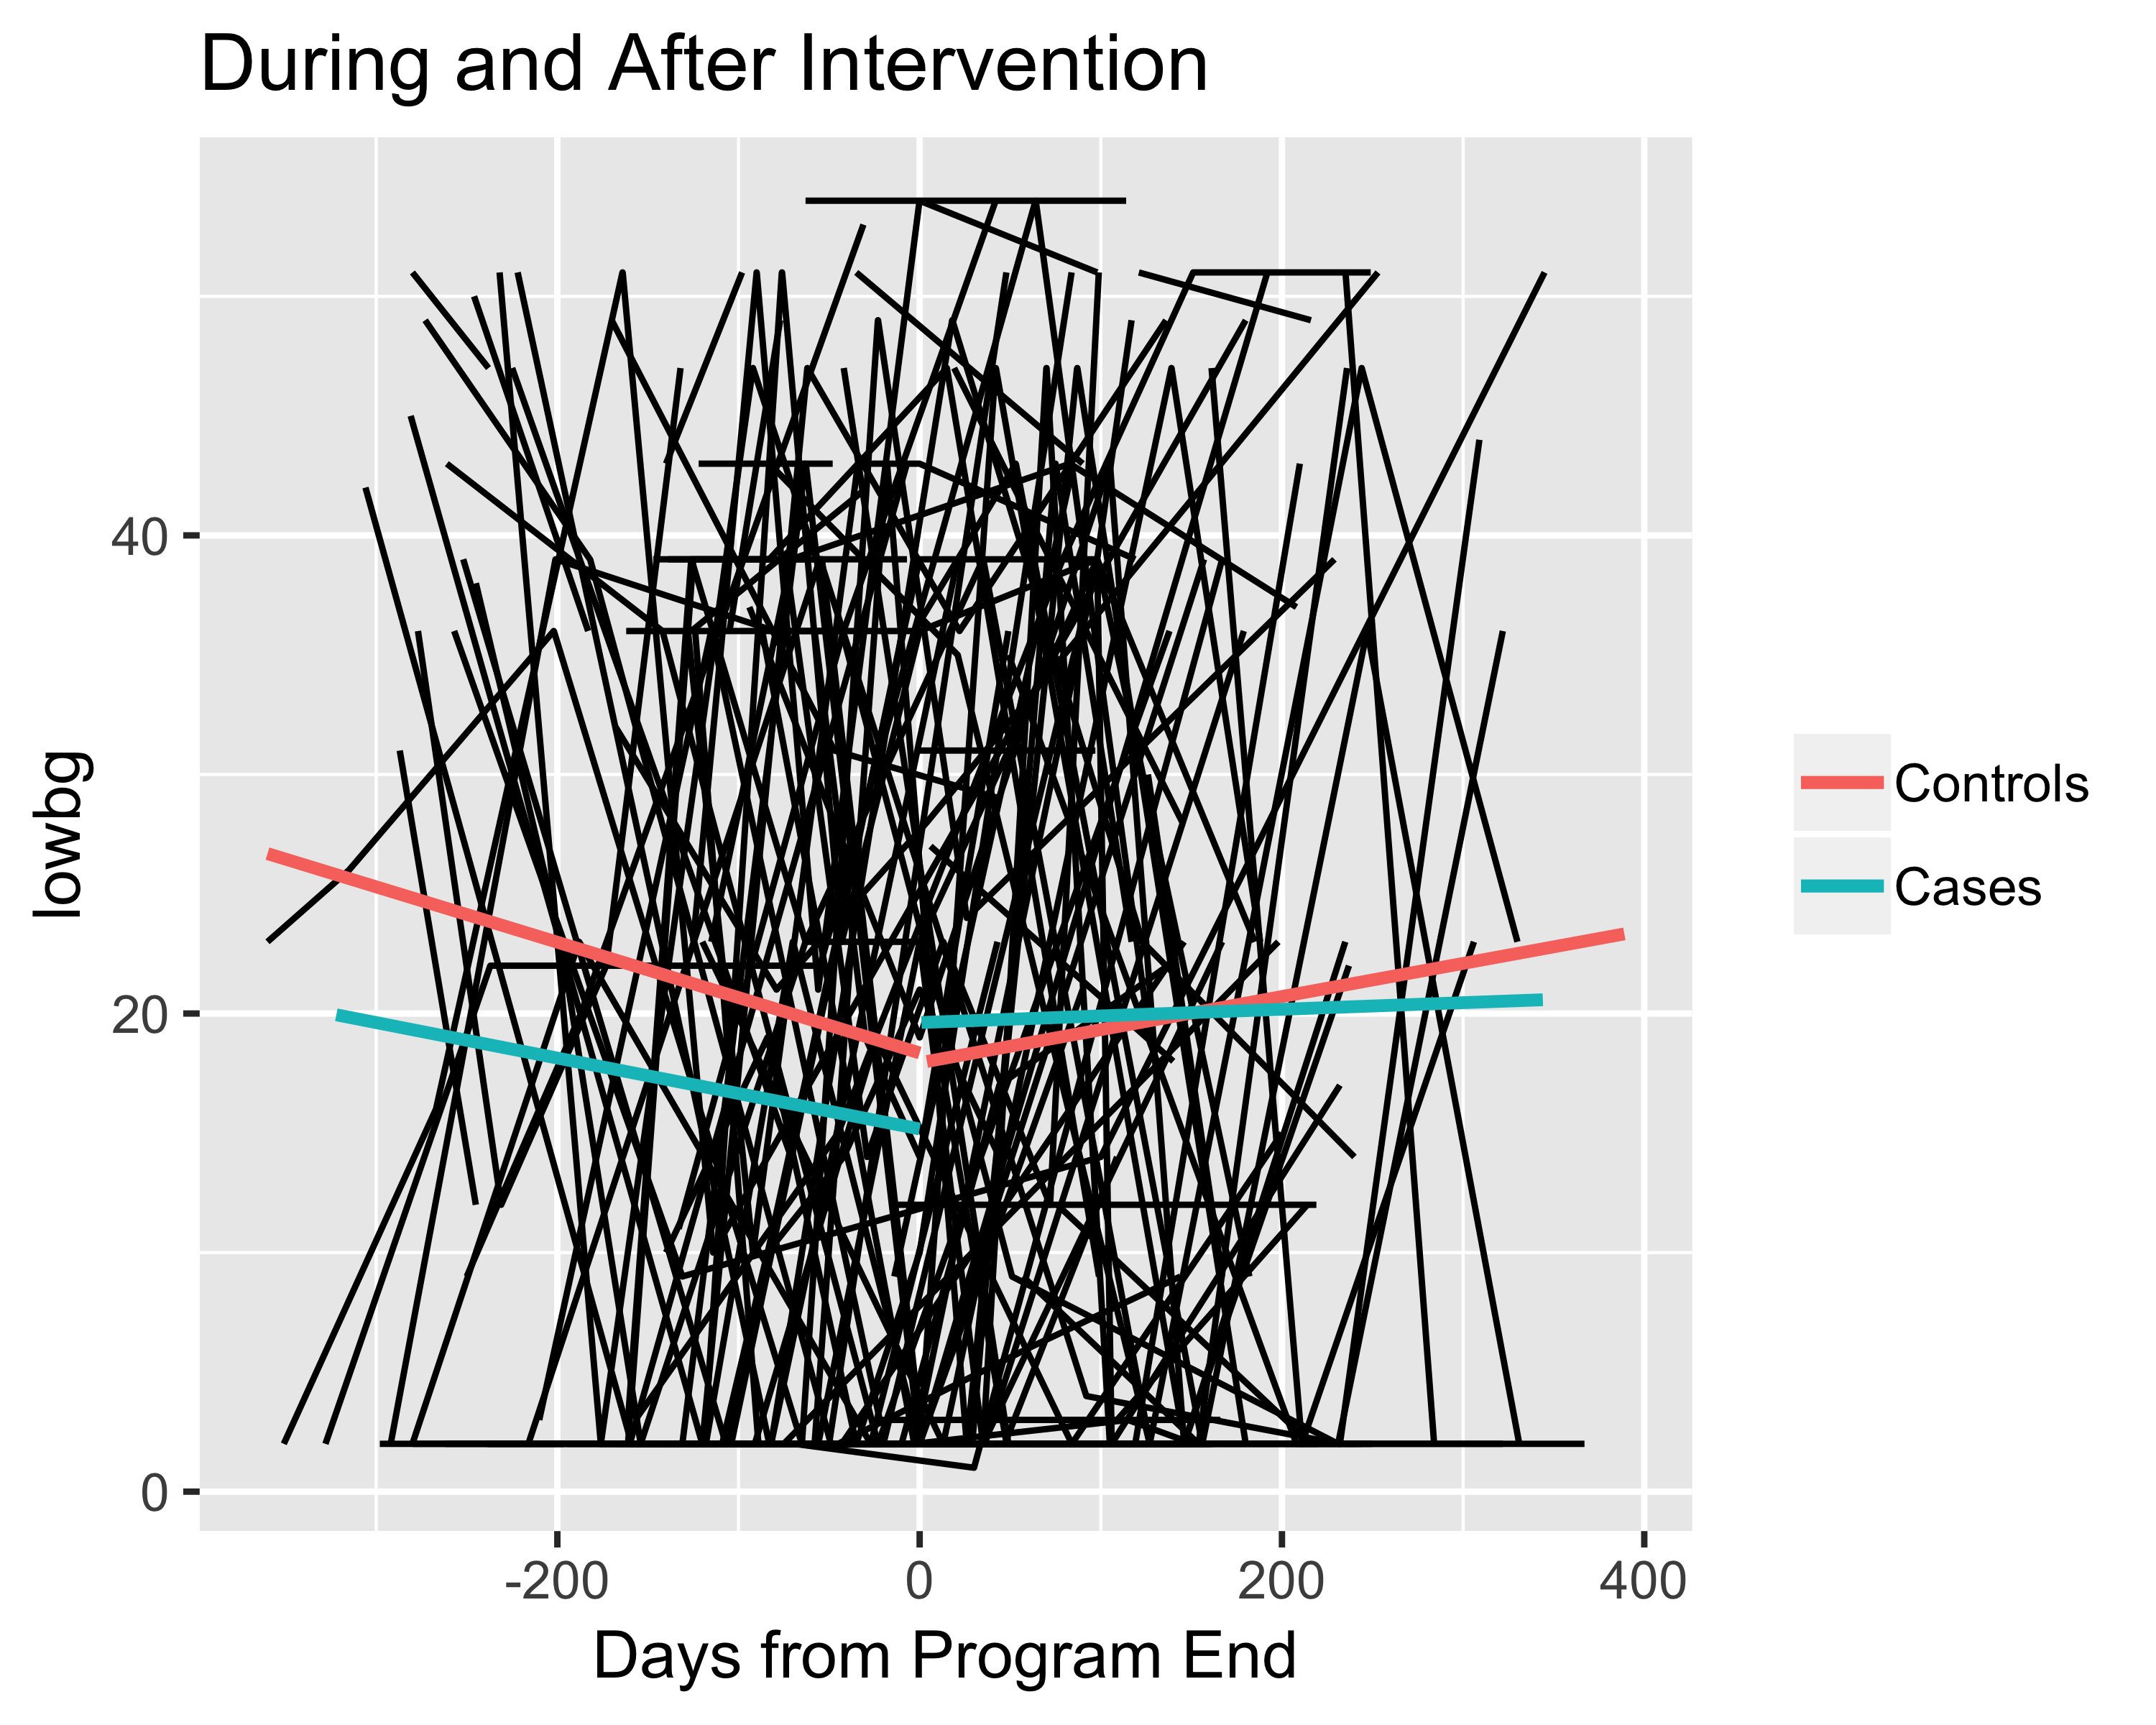 During and After Intervention
lowbg
40
20
0
-200
0
200
400
Days from Program End
Controls
Cases